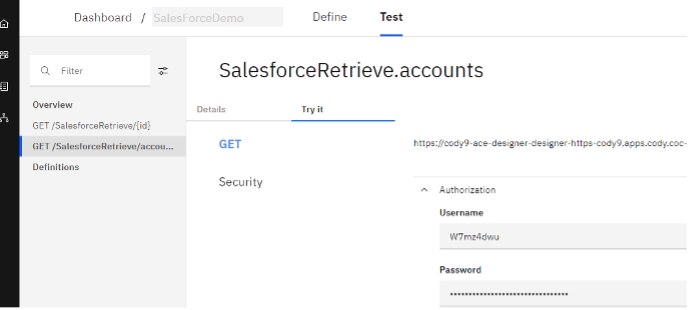 Dashboard / SalesForceDemo Define Test
Filter
Overview
GET /SalesforceRetrieve/{id}
GET /SalesforceRetrieve/accou...
Definitions
SalesforceRetrieve.accounts
Details Try it
GET https://cody9-ace-designer-designer-https-cody9.apps.cody.coc-
Security
Authorization
Username
W7mz4dwu
Password
••••••••••••••••••••••••••••••••